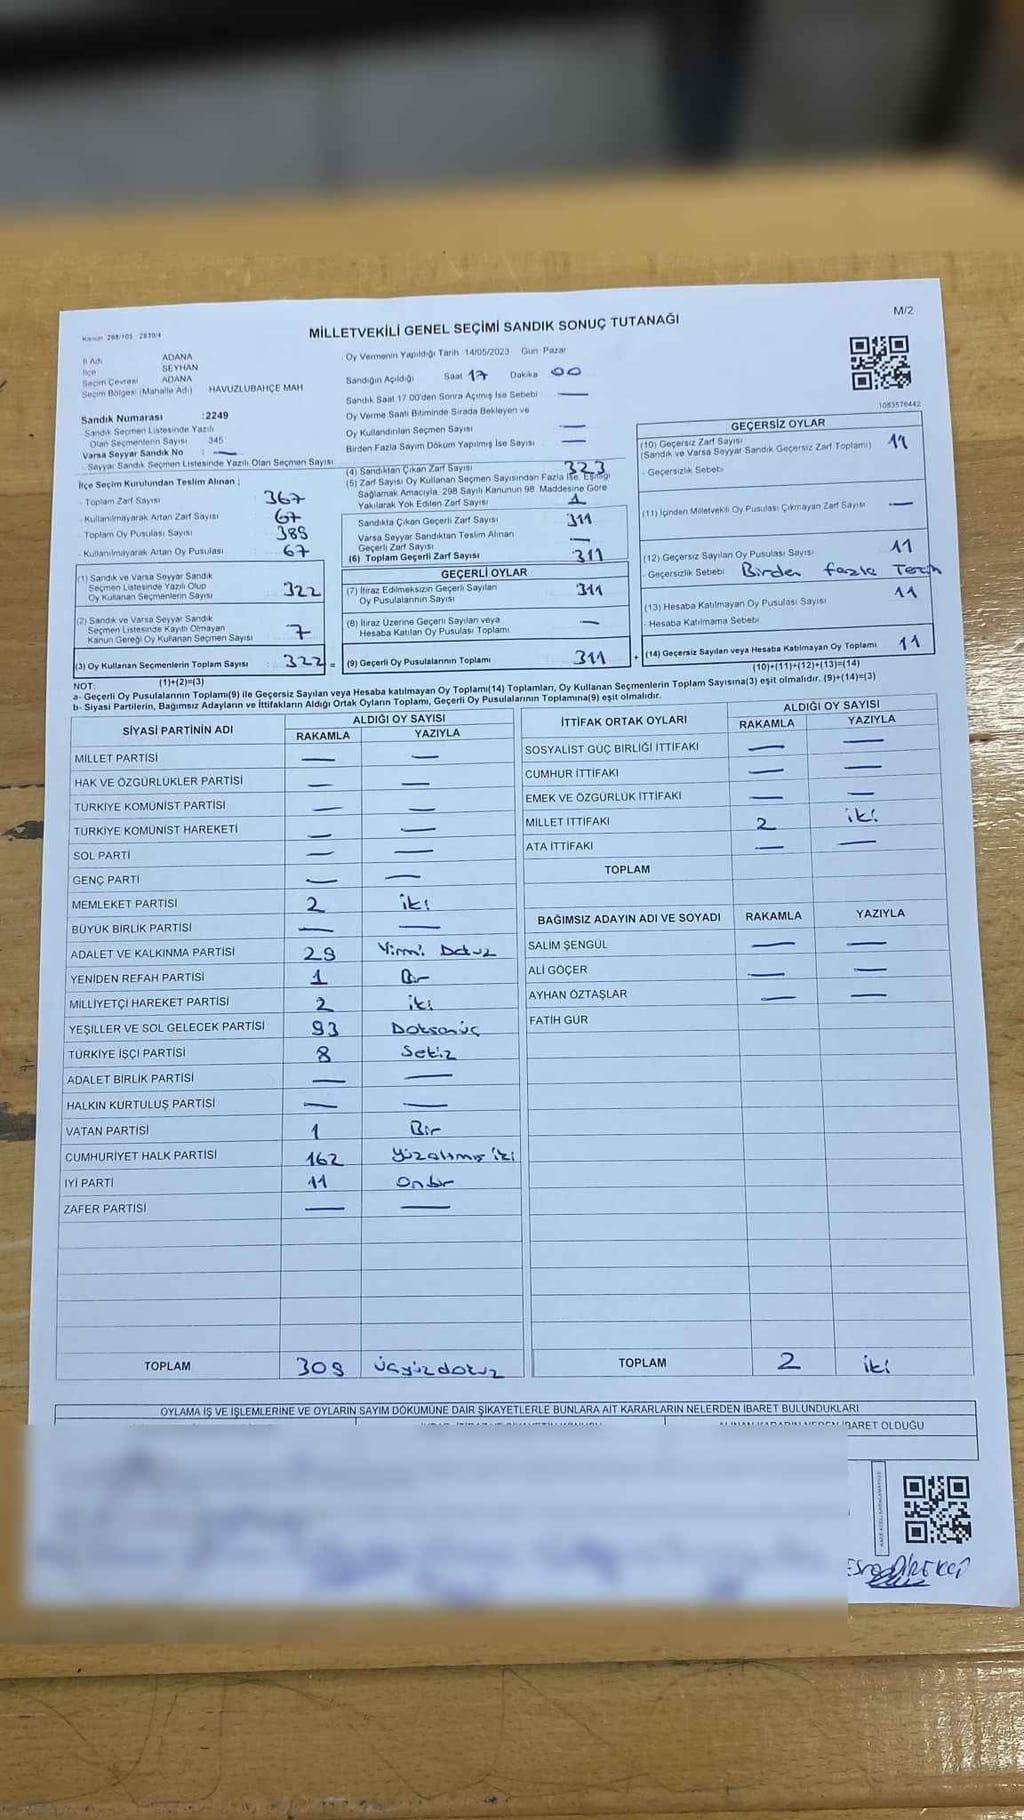 M/2
Kanun: 298/105 - 2839/4
MİLLETVEKİLİ GENEL SEÇİMİ SANDIK SONUÇ TUTANAĞI
İl Adı ADANA
İlçe SEYHAN
Seçim Çevresi ADANA
Seçim Bölgesi (Mahalle Adı) HAVUZLUBAHÇE MAH
Sandık Numarası :2249
Sandık Seçmen Listesinde Yazılı
Olan Seçmenlerin Sayısı 345
Varsa Seyyar Sandık No : —
- Seyyar Sandık Seçmen Listesinde Yazılı Olan Seçmen Sayısı
İlçe Seçim Kurulundan Teslim Alınan ;
- Toplam Zarf Sayısı 367
- Kullanılmayarak Artan Zarf Sayısı 67
- Toplam Oy Pusulası Sayısı 389
- Kullanılmayarak Artan Oy Pusulası 67
(1) Sandık ve Varsa Seyyar Sandık
Seçmen Listesinde Yazılı Olup
Oy Kullanan Seçmenlerin Sayısı 322
(2) Sandık ve Varsa Seyyar Sandık
Seçmen Listesinde Kayıtlı Olmayan
Kanun Gereği Oy Kullanan Seçmen Sayısı 7
(3) Oy Kullanan Seçmenlerin Toplam Sayısı : 322 =
(1)+(2)=(3)
Oy Vermenin Yapıldığı Tarih :14/05/2023 Gün: Pazar
Sandığın Açıldığı Saat 17 Dakika 00
Sandık Saat 17.00'den Sonra Açımış İse Sebebi —
Oy Verme Saati Bitiminde Sırada Bekleyen ve
Oy Kullandırılan Seçmen Sayısı —
Birden Fazla Sayım Döküm Yapılmış İse Sayısı —
(4) Sandıktan Çıkan Zarf Sayısı 323
(5) Zarf Sayısı Oy Kullanan Seçmen Sayısından Fazla İse, Eşitliği
Sağlamak Amacıyla, 298 Sayılı Kanunun 98. Maddesine Göre
Yakılarak Yok Edilen Zarf Sayısı 1
Sandıkta Çıkan Geçerli Zarf Sayısı 311
Varsa Seyyar Sandıktan Teslim Alınan
Geçerli Zarf Sayısı —
(6) Toplam Geçerli Zarf Sayısı 311
GEÇERLİ OYLAR
(7) İtiraz Edilmeksizin Geçerli Sayılan
Oy Pusulalarının Sayısı 311
(8) İtiraz Üzerine Geçerli Sayılan veya
Hesaba Katılan Oy Pusulası Toplamı —
(9) Geçerli Oy Pusulalarının Toplamı 311 +
1083576442
GEÇERSİZ OYLAR
(10) Geçersiz Zarf Sayısı
(Sandık ve Varsa Seyyar Sandık Geçersiz Zarf Toplamı) 11
- Geçersizlik Sebebi
(11) İçinden Milletvekili Oy Pusulası Çıkmayan Zarf Sayısı —
(12) Geçersiz Sayılan Oy Pusulası Sayısı 11
- Geçersizlik Sebebi Birden fazla Tercih
(13) Hesaba Katılmayan Oy Pusulası Sayısı 11
- Hesaba Katılmama Sebebi
(14) Geçersiz Sayılan veya Hesaba Katılmayan Oy Toplamı 11
(10)+(11)+(12)+(13)=(14)
NOT:
a- Geçerli Oy Pusulalarının Toplamı(9) ile Geçersiz Sayılan veya Hesaba katılmayan Oy Toplamı(14) Toplamları, Oy Kullanan Seçmenlerin Toplam Sayısına(3) eşit olmalıdır. (9)+(14)=(3)
b- Siyasi Partilerin, Bağımsız Adayların ve İttifakların Aldığı Ortak Oyların Toplamı, Geçerli Oy Pusulalarının Toplamına(9) eşit olmalıdır.
SİYASİ PARTİNİN ADI ALDIĞI OY SAYISI
RAKAMLA YAZIYLA
MİLLET PARTİSİ — —
HAK VE ÖZGÜRLÜKLER PARTİSİ — —
TÜRKİYE KOMÜNİST PARTİSİ — —
TÜRKİYE KOMÜNİST HAREKETİ — —
SOL PARTİ — —
GENÇ PARTİ — —
MEMLEKET PARTİSİ 2 iki
BÜYÜK BİRLİK PARTİSİ — —
ADALET VE KALKINMA PARTİSİ 29 Yirmi Dokuz
YENİDEN REFAH PARTİSİ 1 Bir
MİLLİYETÇİ HAREKET PARTİSİ 2 iki
YEŞİLLER VE SOL GELECEK PARTİSİ 93 Doksanüç
TÜRKİYE İŞÇİ PARTİSİ 8 Sekiz
ADALET BİRLİK PARTİSİ — —
HALKIN KURTULUŞ PARTİSİ — —
VATAN PARTİSİ 1 Bir
CUMHURİYET HALK PARTİSİ 162 Yüzaltmış iki
İYİ PARTİ 11 Onbir
ZAFER PARTİSİ — —
TOPLAM 309 üçyüzdokuz
İTTİFAK ORTAK OYLARI ALDIĞI OY SAYISI
RAKAMLA YAZIYLA
SOSYALİST GÜÇ BİRLİĞİ İTTİFAKI — —
CUMHUR İTTİFAKI — —
EMEK VE ÖZGÜRLÜK İTTİFAKI — —
MİLLET İTTİFAKI 2 iki
ATA İTTİFAKI — —
TOPLAM
BAĞIMSIZ ADAYIN ADI VE SOYADI RAKAMLA YAZIYLA
SALİM ŞENGÜL — —
ALİ GÖÇER — —
AYHAN ÖZTAŞLAR — —
FATİH GÜR
TOPLAM 2 iki
OYLAMA İŞ VE İŞLEMLERİNE VE OYLARIN SAYIM DÖKÜMÜNE DAİR ŞİKAYETLERLE BUNLARA AİT KARARLARIN NELERDEN İBARET BULUNDUKLARI
ALINAN KARARIN NEDEN İBARET OLDUĞU